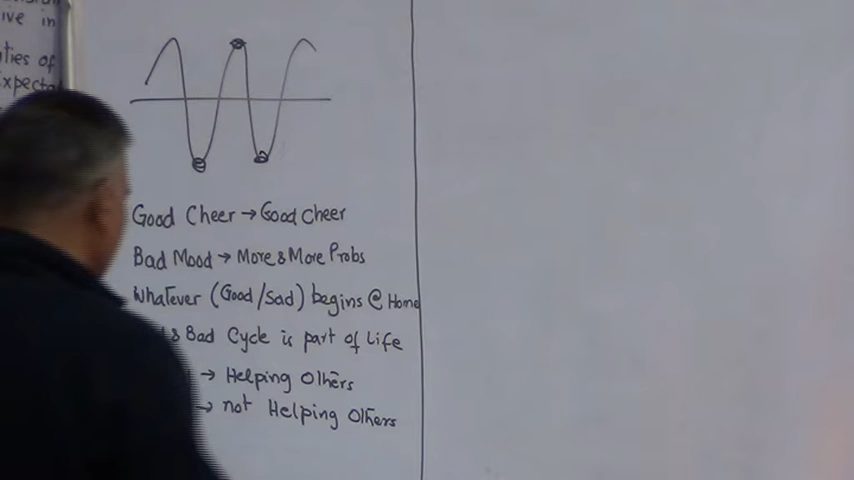 ive in
ties of
Good Cheer → Good Cheer
Bad Mood → More & More Probs
Whatever (Good/Sad) begins @ Home
& Bad Cycle is part of Life
→ Helping Others
→ not Helping Others